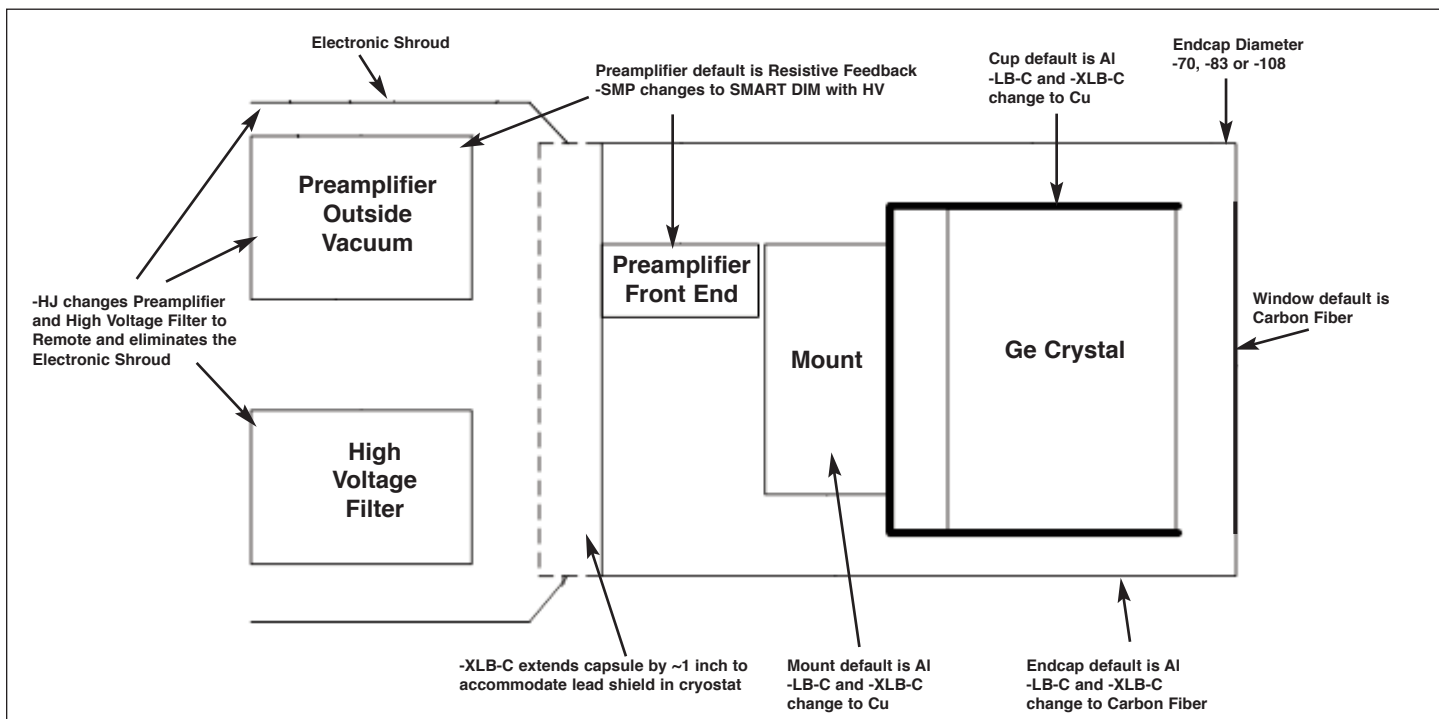 Electronic Shroud
Preamplifier default is Resistive Feedback
-SMP changes to SMART DIM with HV
Cup default is Al
-LB-C and -XLB-C
change to Cu
Endcap Diameter
-70, -83 or -108
Preamplifier
Outside
Vacuum
Preamplifier
Front End
Mount
Ge Crystal
Window default is
Carbon Fiber
-HJ changes Preamplifier
and High Voltage Filter to
Remote and eliminates the
Electronic Shroud
High
Voltage
Filter
-XLB-C extends capsule by ~1 inch to
accommodate lead shield in cryostat
Mount default is Al
-LB-C and -XLB-C
change to Cu
Endcap default is Al
-LB-C and -XLB-C
change to Carbon Fiber